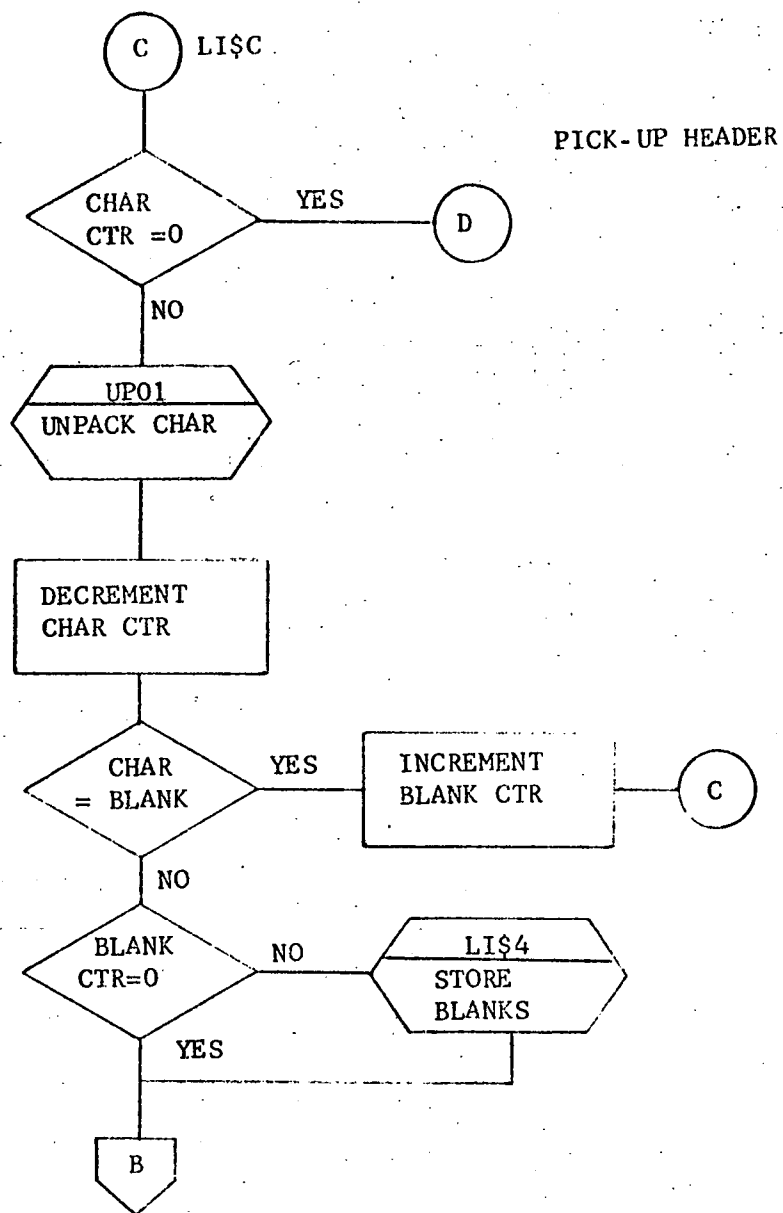 C LI$C
PICK-UP HEADER
CHAR
CTR =0
YES
D
NO
UP01
UNPACK CHAR
DECREMENT
CHAR CTR
CHAR
= BLANK
YES
INCREMENT
BLANK CTR
C
NO
BLANK
CTR=0
NO
LI$4
STORE
BLANKS
YES
B